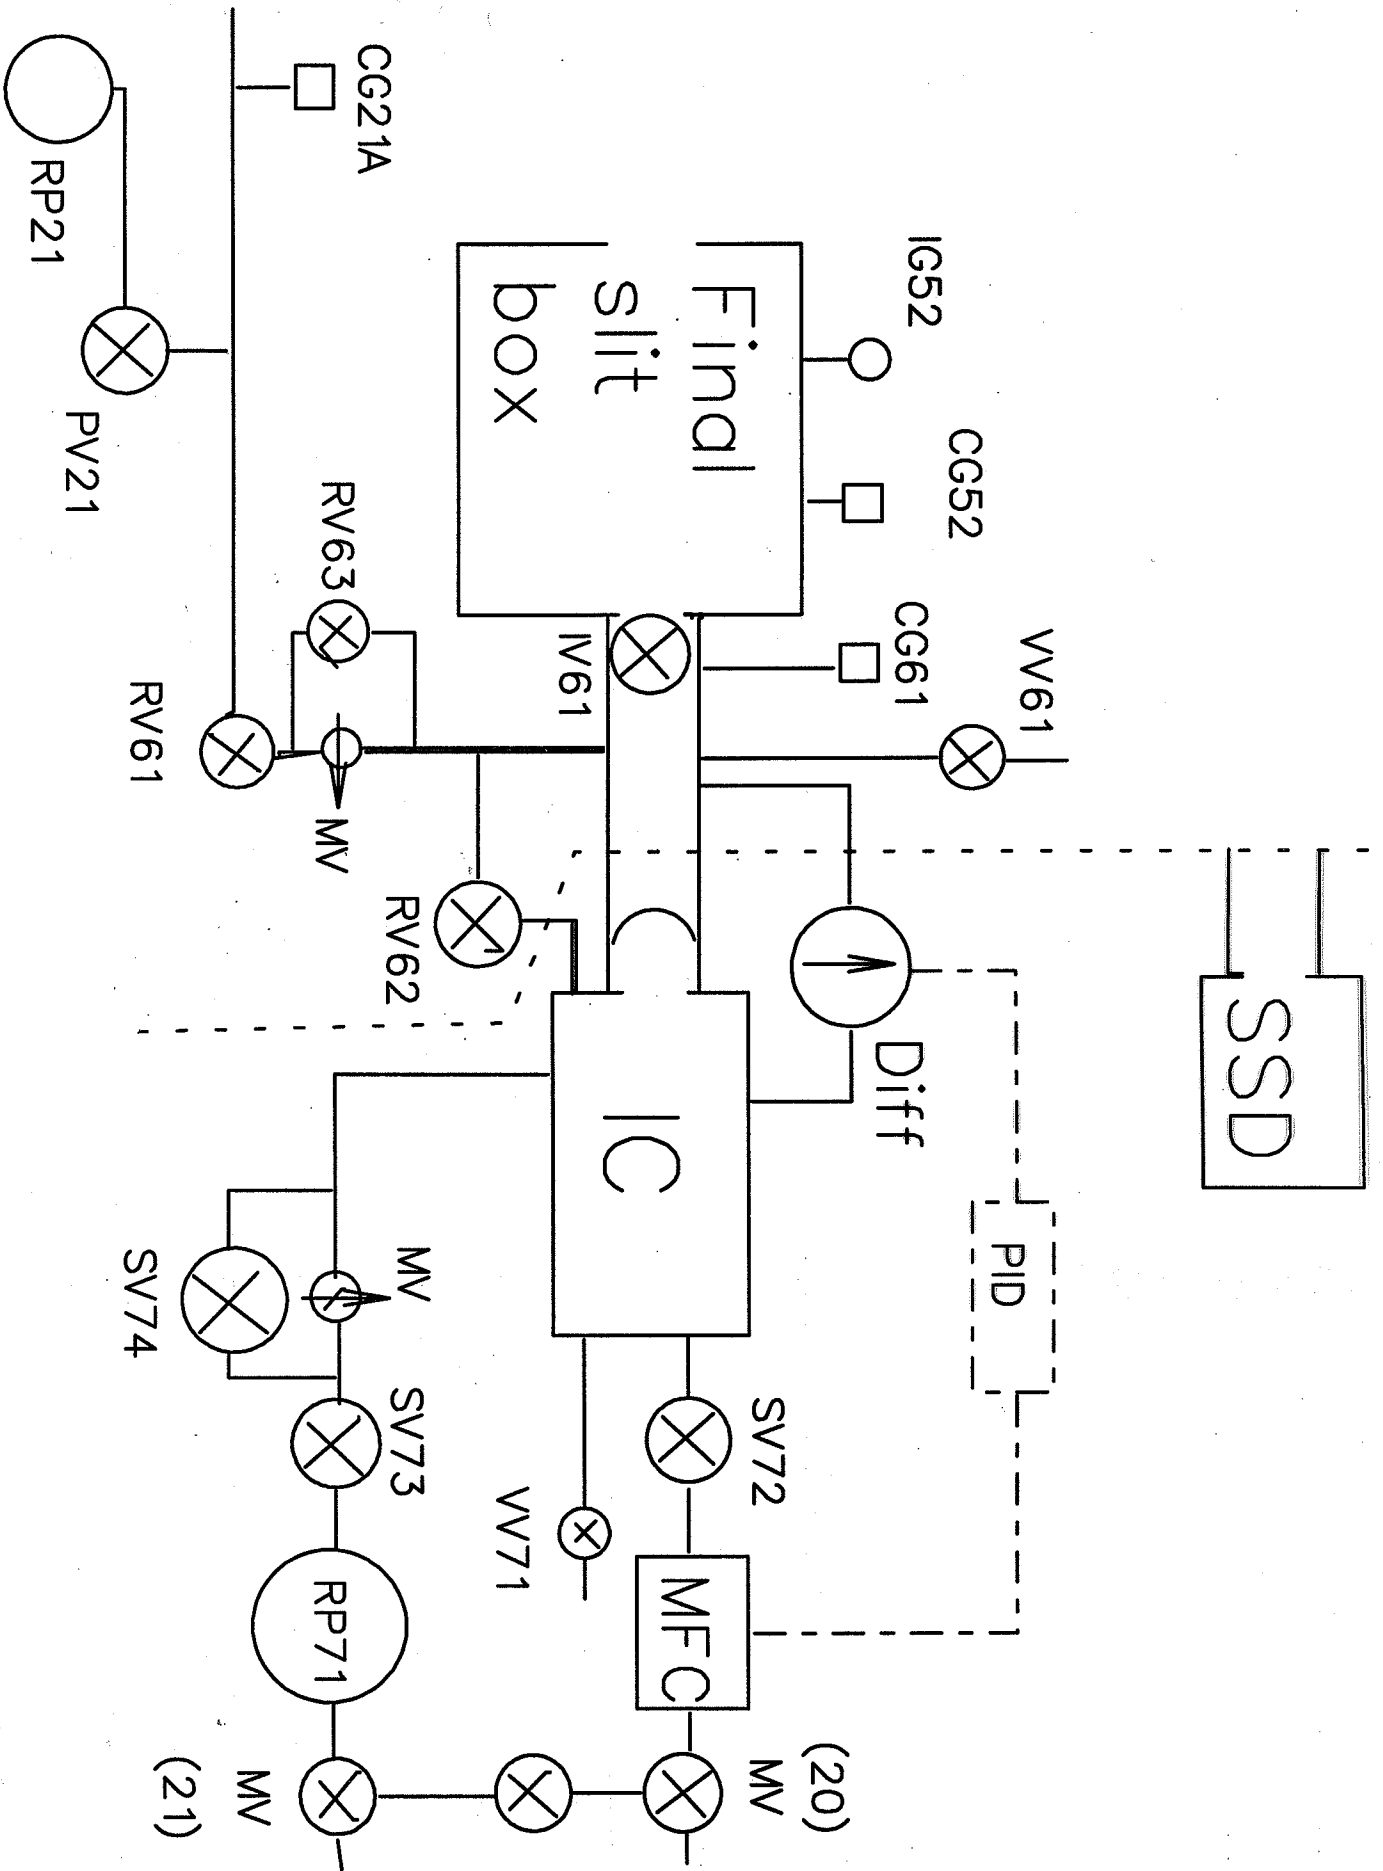 SSD
VV61
PID
CG52
IG52
CG61
Diff
(20)
MV
SV72
Final
slit
box
IC
MFC
IV61
VV71
CG21A
RV62
MV
SV73
RV63
MV
RP71
RV61
SV74
MV
(21)
PV21
RP21